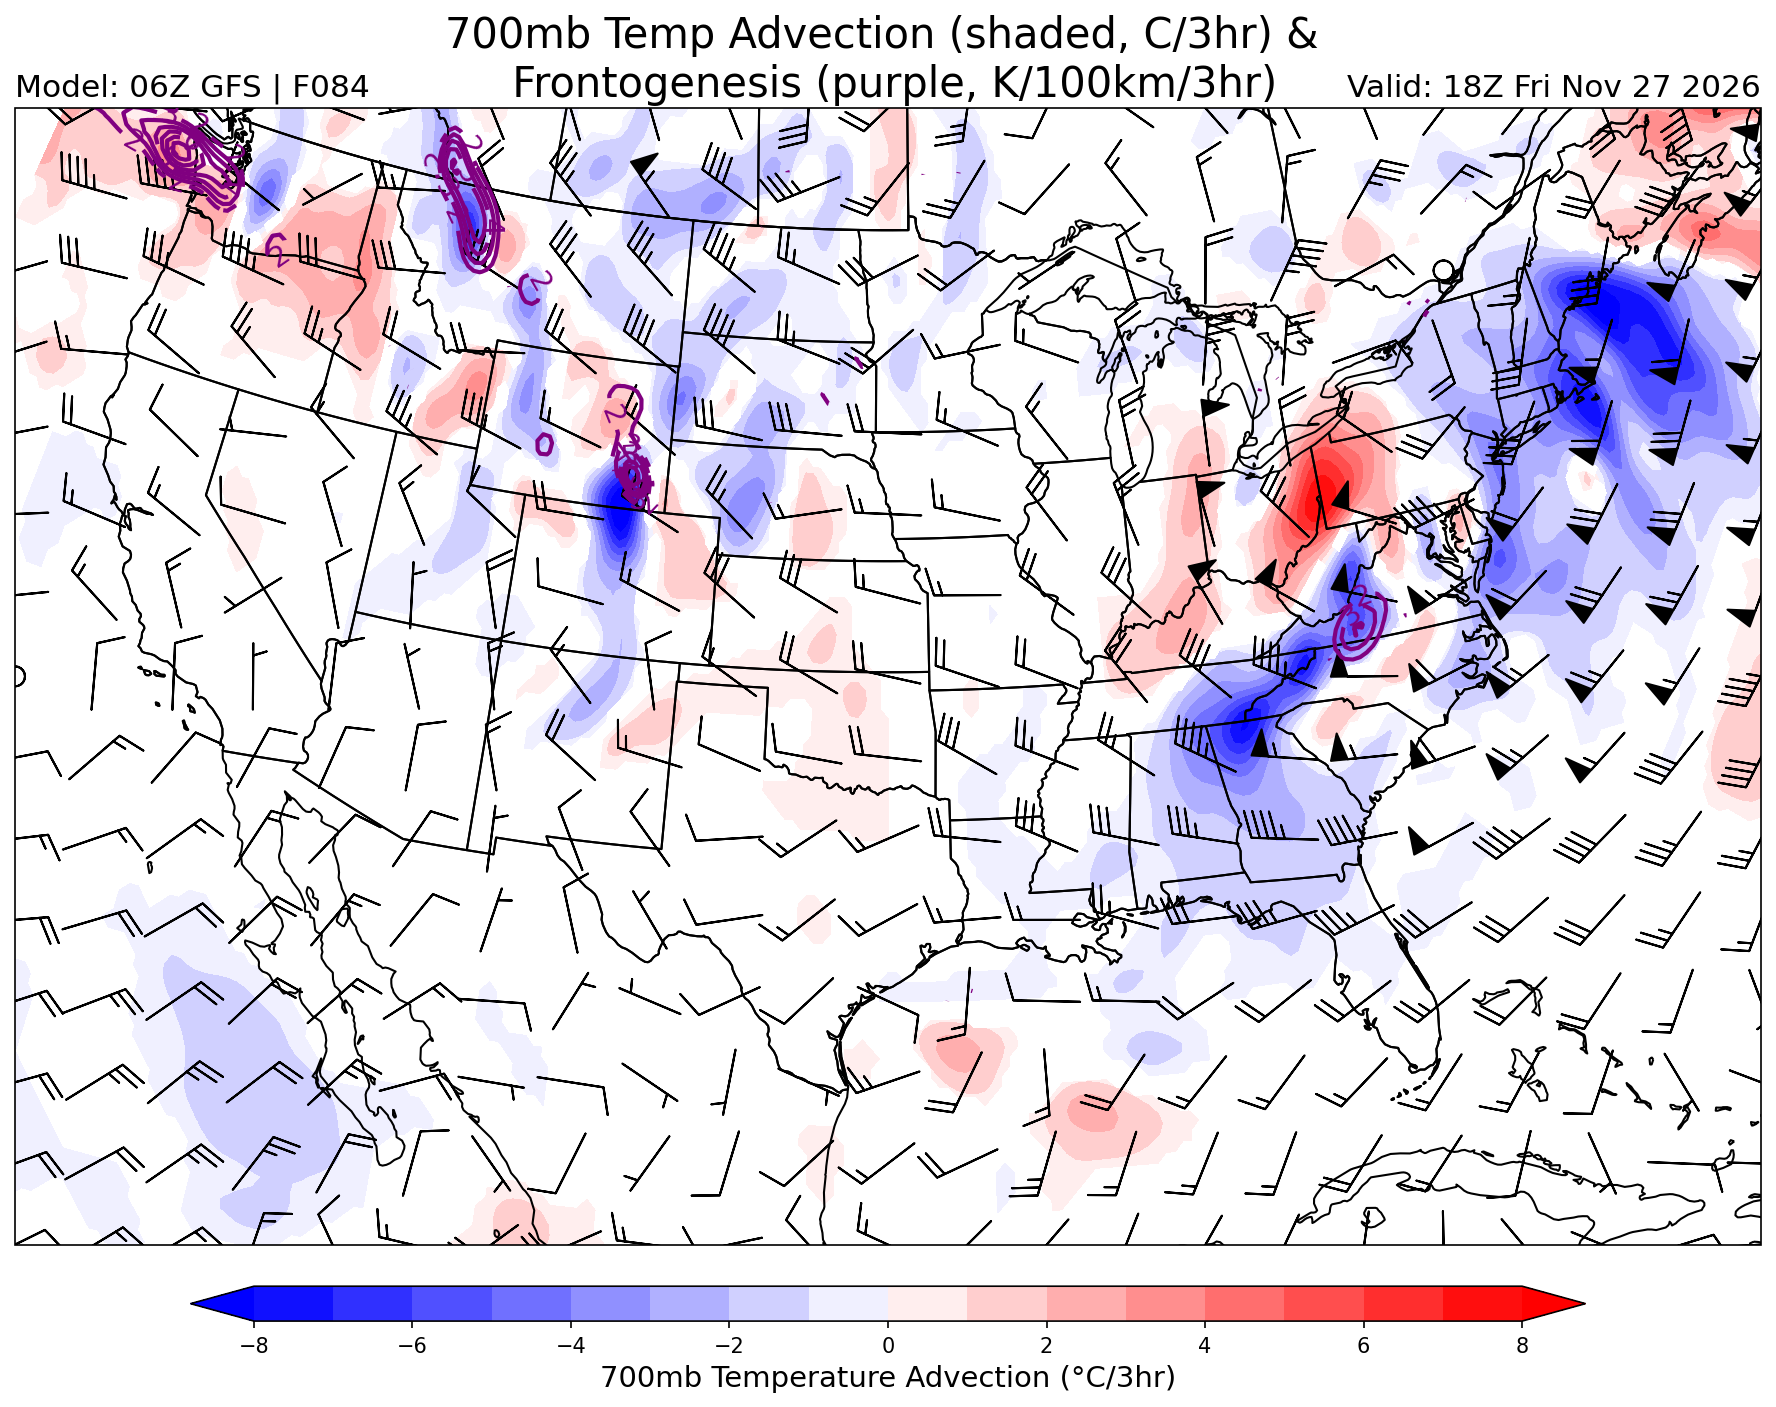 700mb Temp Advection (shaded, C/3hr) &
Model: 06Z GFS | F084 Frontogenesis (purple, K/100km/3hr) Valid: 18Z Fri Nov 27 2026
−8 −6 −4 −2 0 2 4 6 8
700mb Temperature Advection (°C/3hr)